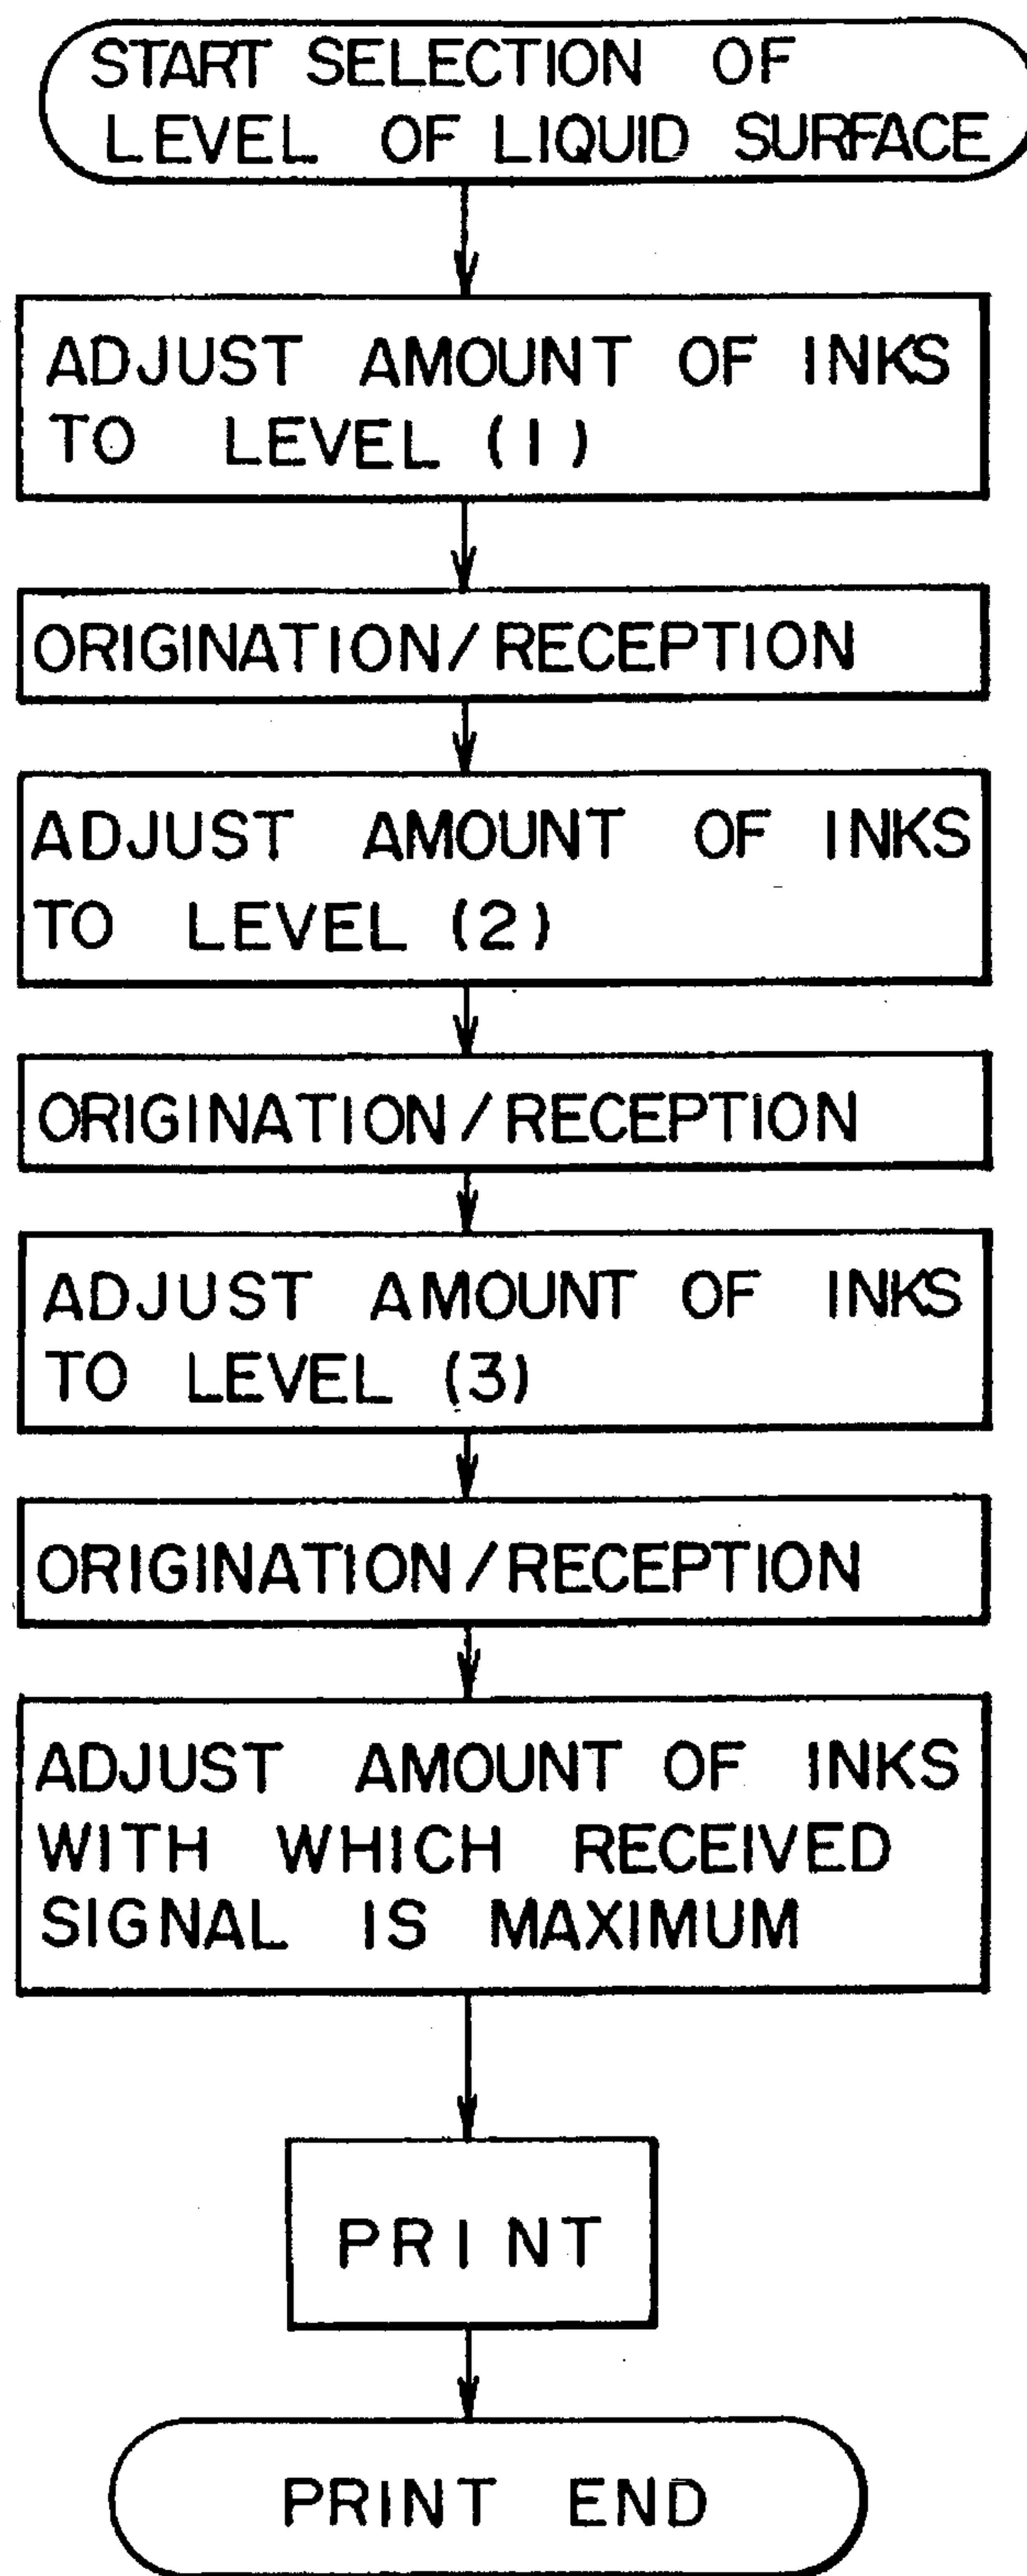 START SELECTION OF
LEVEL OF LIQUID SURFACE
ADJUST AMOUNT OF INKS
TO LEVEL (1)
ORIGINATION/RECEPTION
ADJUST AMOUNT OF INKS
TO LEVEL (2)
ORIGINATION/RECEPTION
ADJUST AMOUNT OF INKS
TO LEVEL (3)
ORIGINATION/RECEPTION
ADJUST AMOUNT OF INKS
WITH WHICH RECEIVED
SIGNAL IS MAXIMUM
PRINT
PRINT END